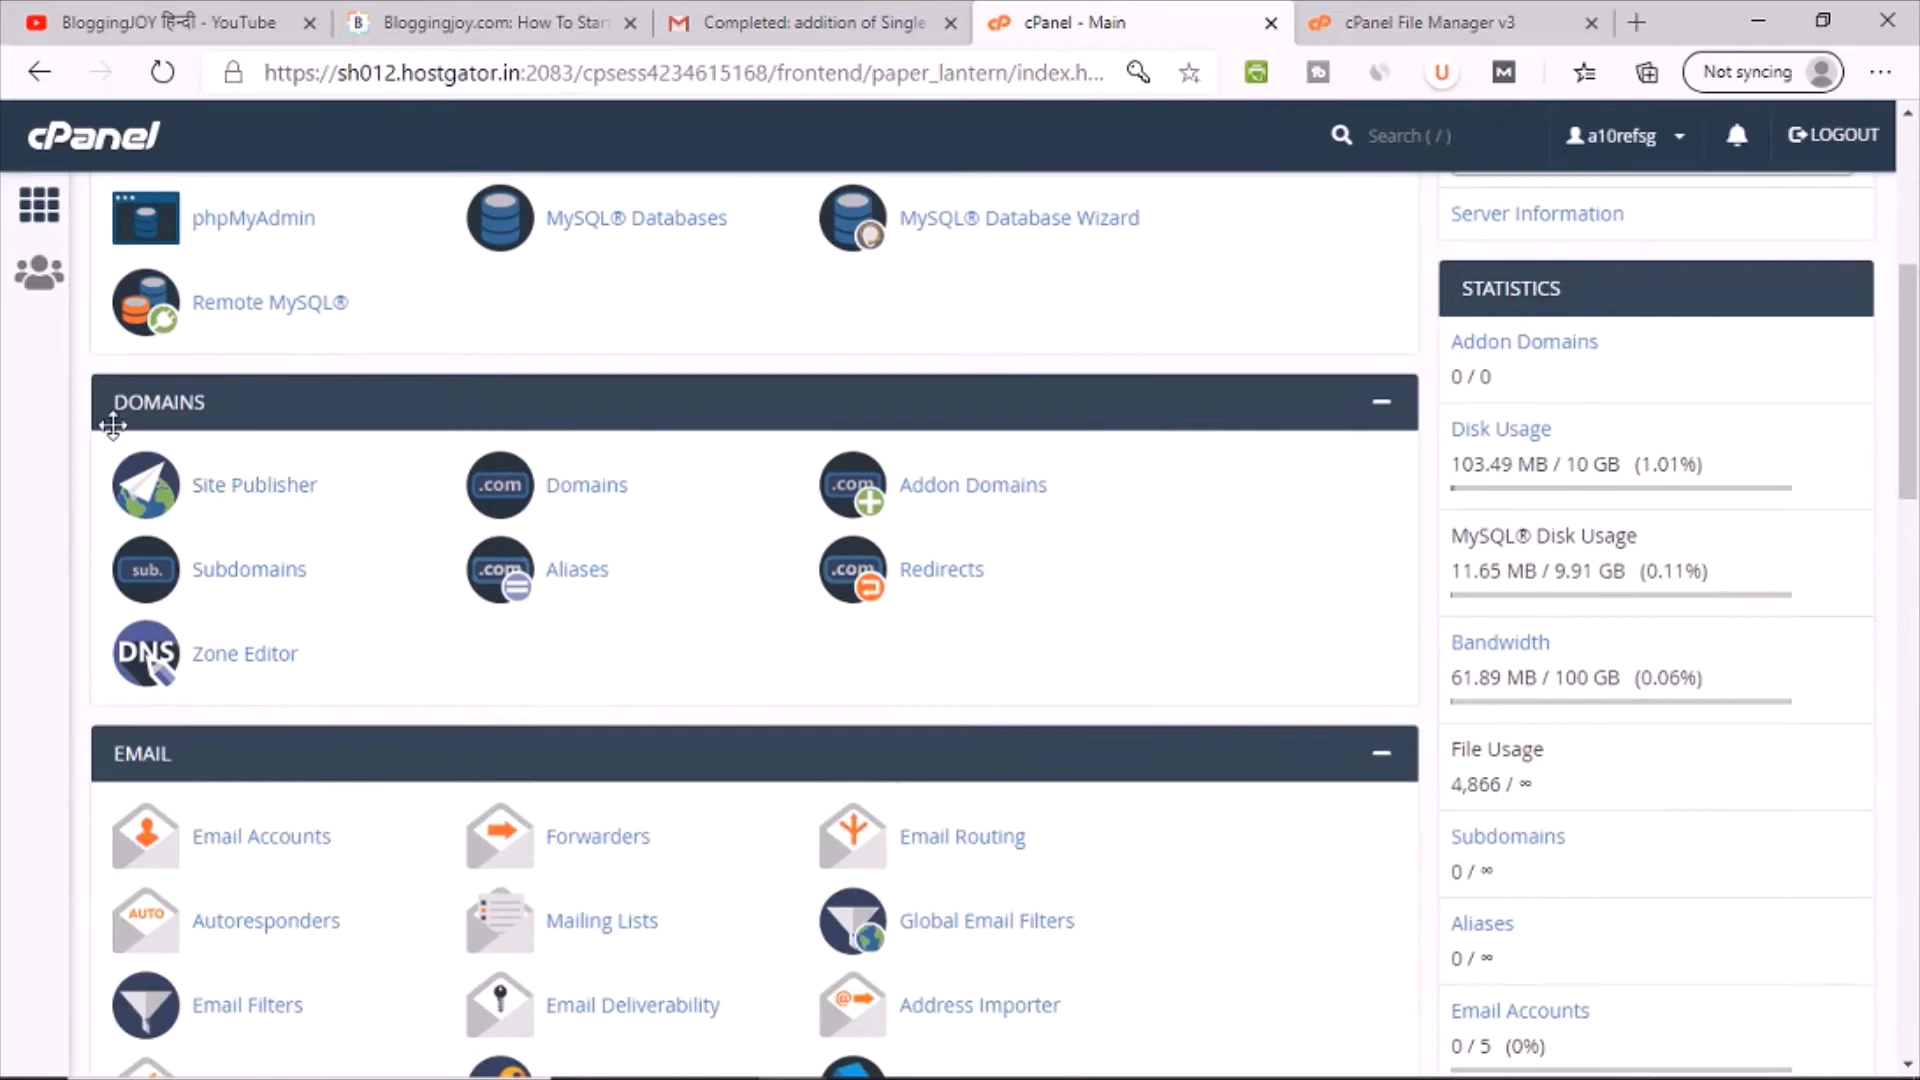 BloggingJOY हिन्दी - YouTube
Bloggingjoy.com: How To Start
Completed: addition of Single
cPanel - Main
cPanel File Manager v3
https://sh012.hostgator.in:2083/cpsess4234615168/frontend/paper_lantern/index.h...
Not syncing
cPanel
Search ( / )
a10refsg
LOGOUT
phpMyAdmin
MySQL® Databases
MySQL® Database Wizard
Remote MySQL®
DOMAINS
Site Publisher
.com
Domains
.com
Addon Domains
sub.
Subdomains
.com
Aliases
.com
Redirects
DNS
Zone Editor
EMAIL
Email Accounts
Forwarders
Email Routing
AUTO
Autoresponders
Mailing Lists
Global Email Filters
Email Filters
Email Deliverability
Address Importer
Server Information
STATISTICS
Addon Domains
0 / 0
Disk Usage
103.49 MB / 10 GB (1.01%)
MySQL® Disk Usage
11.65 MB / 9.91 GB (0.11%)
Bandwidth
61.89 MB / 100 GB (0.06%)
File Usage
4,866 / ∞
Subdomains
0 / ∞
Aliases
0 / ∞
Email Accounts
0 / 5 (0%)